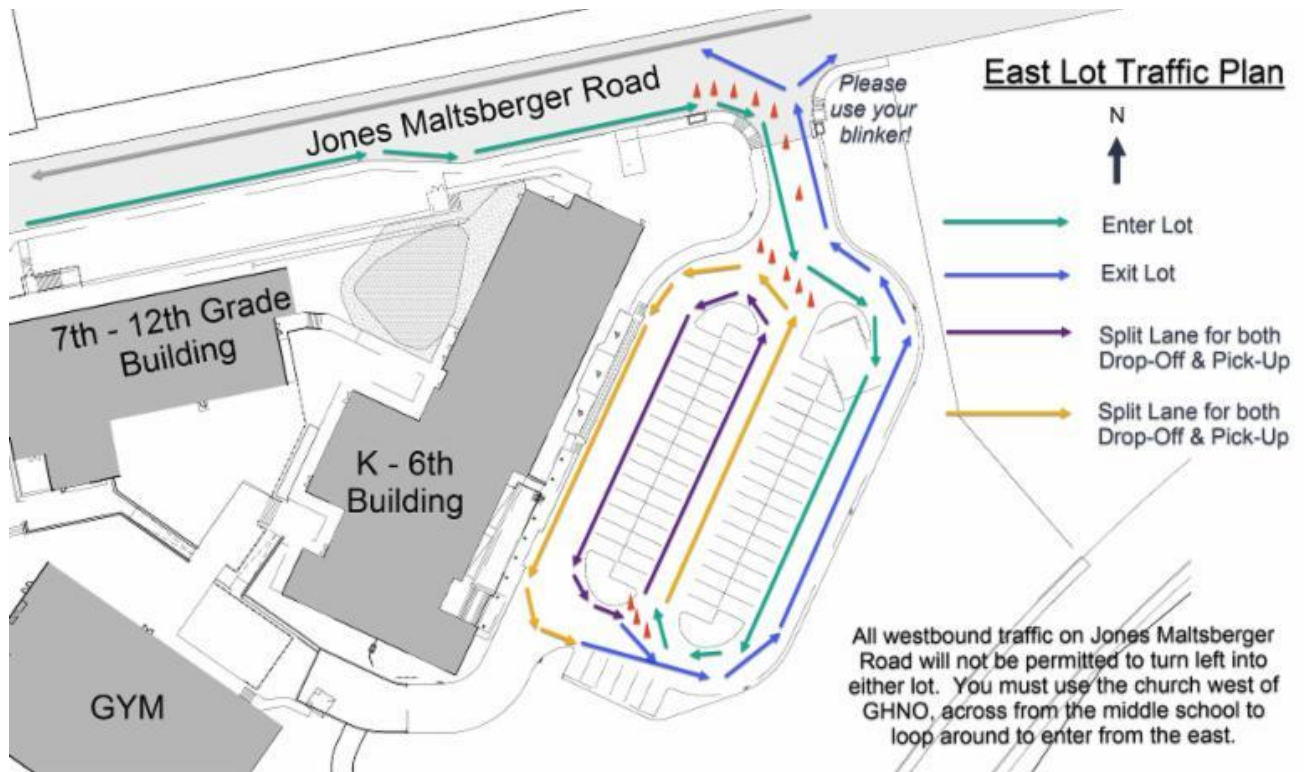 East Lot Traffic Plan
N
Enter Lot
Exit Lot
Split Lane for both
Drop-Off & Pick-Up
Split Lane for both
Drop-Off & Pick-Up
Jones Maltsberger Road
Please
use your
blinker!
7th - 12th Grade
Building
K - 6th
Building
GYM
All westbound traffic on Jones Maltsberger
Road will not be permitted to turn left into
either lot. You must use the church west of
GHNO, across from the middle school to
loop around to enter from the east.